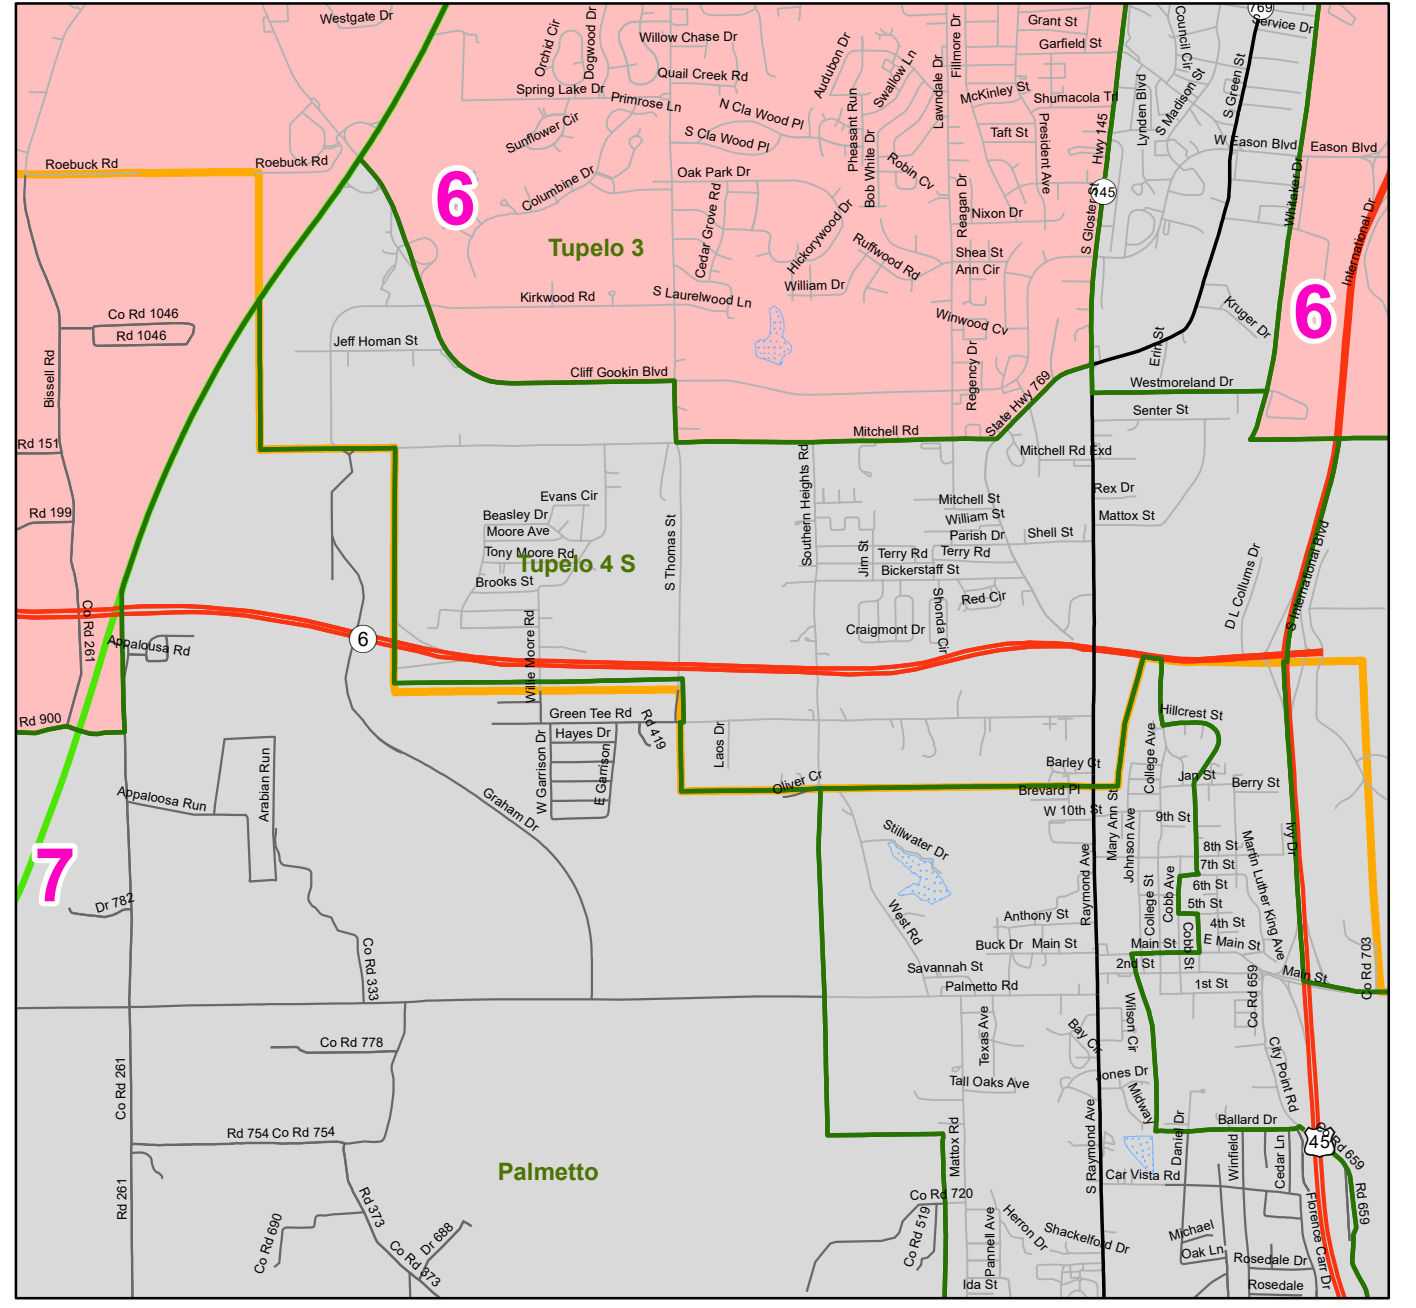 769
Westgate Dr
Orchid Cir
Dogwood Dr
Willow Chase Dr
Quail Creek Rd
Audubon Dr
Swallow Ln
Lawndale Dr
Fillmore Dr
Grant St
Garfield St
Council Cir
Service Dr
Spring Lake Dr
Primrose Ln
N Cla Wood Pl
McKinley St
Shumacola Trl
Lynden Blvd
S Madison St
S Green St
Sunflower Cir
S Cla Wood Pl
Pheasant Run
Bob White Dr
Taft St
President Ave
Hwy 145
W Eason Blvd
Eason Blvd
Roebuck Rd
Roebuck Rd
Columbine Dr
Oak Park Dr
Robin Cv
145
Whitaker Dr
6
Cedar Grove Rd
Hickorywood Dr
Reagan Dr
Nixon Dr
S Gloster St
International Dr
Tupelo 3
Ruffwood Rd
Shea St
Ann Cir
William Dr
Kirkwood Rd
S Laurelwood Ln
6
Co Rd 1046
Rd 1046
Winwood Cv
Kruger Dr
Jeff Homan St
Erin St
Bissell Rd
Cliff Gookin Blvd
Regency Dr
State Hwy 769
Westmoreland Dr
Senter St
Rd 151
Mitchell Rd
Mitchell Rd Exd
Southern Heights Rd
Rex Dr
Evans Cir
Mitchell St
Rd 199
Beasley Dr
Moore Ave
William St
Mattox St
S Thomas St
Parish Dr
Shell St
Tony Moore Rd
Tupelo 4 S
Jim St
Terry Rd
Terry Rd
S International Blvd
Bickerstaff St
D L Collums Dr
Brooks St
Shonda Cir
Red Cir
Co Rd 261
Craigmont Dr
Appalousa Rd
6
Willie Moore Rd
Rd 900
Green Tee Rd
Rd 419
Hillcrest St
Hayes Dr
Laos Dr
W Garrison Dr
E Garrison
Barley Ct
College Ave
Arabian Run
Oliver Cr
Jan St
Berry St
Appaloosa Run
Graham Dr
Brevard Pl
W 10th St
Mary Ann St
Johnson Ave
9th St
Ivy Dr
Stillwater Dr
8th St
7th St
Martin Luther King Ave
7
Raymond Ave
6th St
College St
Cobb Ave
5th St
Dr 782
Anthony St
4th St
West Rd
Buck Dr
Main St
Main St
Cobb St
E Main St
Co Rd 333
Savannah St
2nd St
Main St
Co Rd 703
Palmetto Rd
1st St
Co Rd 659
Wilson Cir
Texas Ave
Bay Cir
Co Rd 778
City Point Rd
Co Rd 261
Tall Oaks Ave
Jones Dr
Midway
Rd 754
Co Rd 754
Mattox Rd
S Raymond Ave
Daniel Dr
Ballard Dr
45
Co Rd 659
Palmetto
Winfield
Cedar Ln
Car Vista Rd
Rd 261
Rd 373
Co Rd 720
Rd 659
Florence Carr Dr
Co Rd 690
Dr 688
Co Rd 373
Co Rd 519
Pannell Ave
Herron Dr
Shackelford Dr
Michael
Oak Ln
Rosedale Dr
Ida St
Rosedale